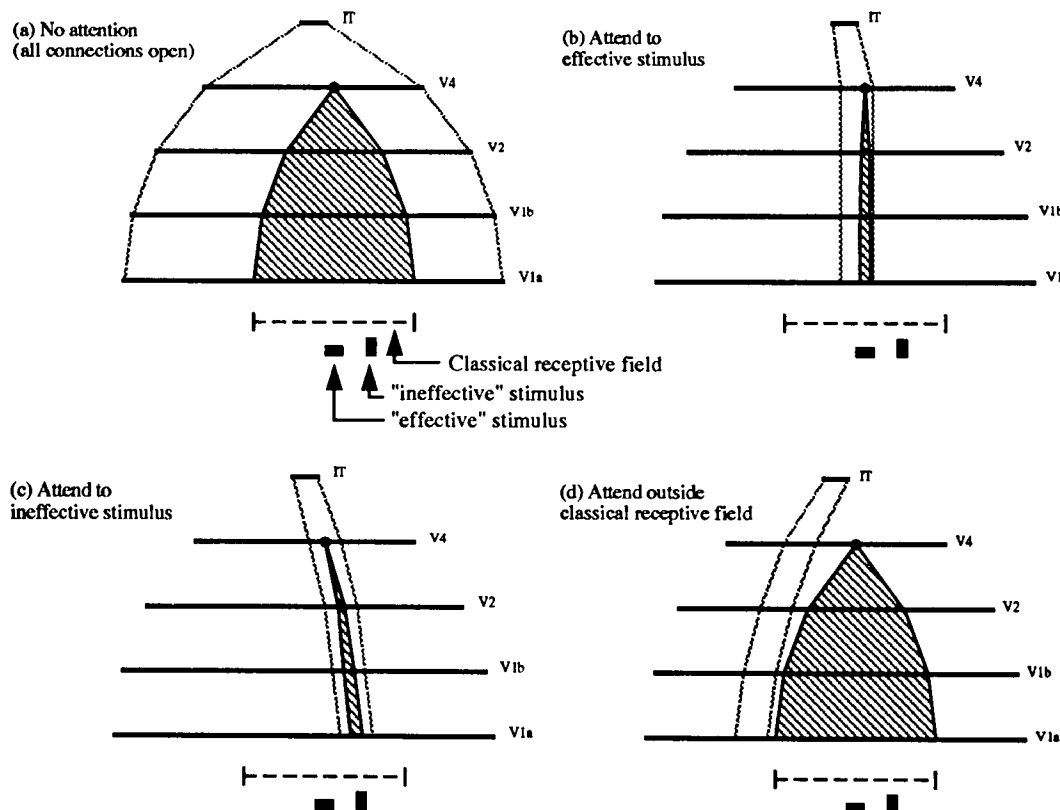 (a) No attention
(all connections open)
IT
V4
V2
V1b
V1a
Classical receptive field
"ineffective" stimulus
"effective" stimulus
(b) Attend to
effective stimulus
IT
V4
V2
V1b
V1
(c) Attend to
ineffective stimulus
IT
V4
V2
V1b
V1a
(d) Attend outside
classical receptive field
IT
V4
V2
V1b
V1a